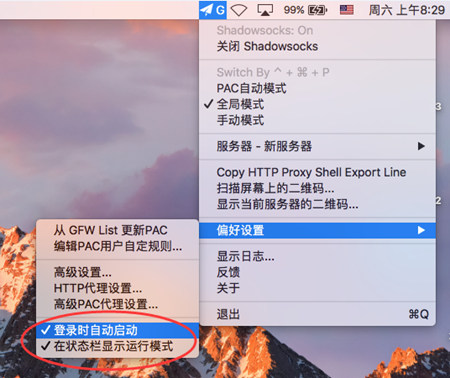 G 99% 周六 上午8:29
Shadowsocks: On
关闭 Shadowsocks
Switch By ^ + ⌘ + P
PAC自动模式
✓ 全局模式
手动模式
服务器 - 新服务器 ▶
Copy HTTP Proxy Shell Export Line
扫描屏幕上的二维码...
显示当前服务器的二维码...
偏好设置 ▶
显示日志...
反馈
关于
退出 ⌘Q
从 GFW List 更新PAC
编辑PAC用户自定规则...
高级设置...
HTTP代理设置...
高级PAC代理设置...
✓ 登录时自动启动
✓ 在状态栏显示运行模式
3
2